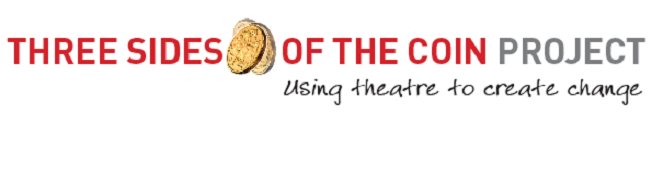 THREE SIDES OF THE COIN PROJECT
Using theatre to create change